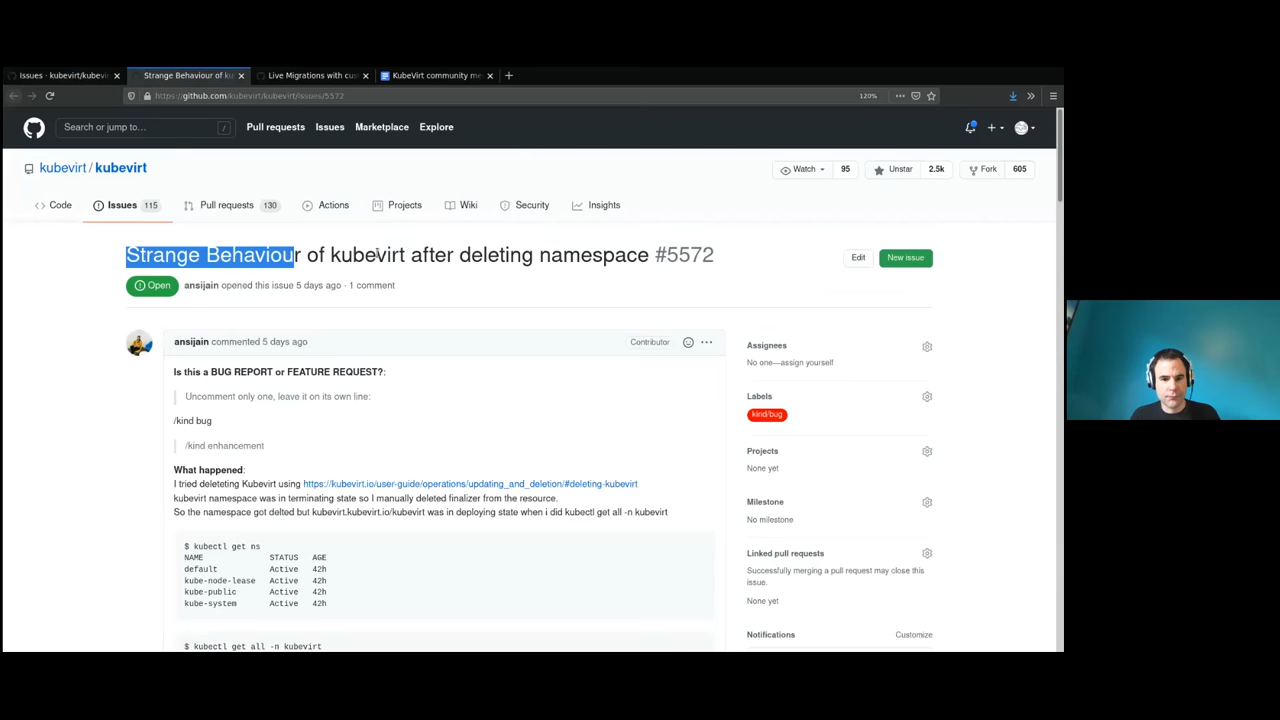 Issues · kubevirt/kubevir
Strange Behaviour of ku
Live Migrations with cus
KubeVirt community me
https://github.com/kubevirt/kubevirt/issues/5572
120%
Search or jump to…
/
Pull requests
Issues
Marketplace
Explore
kubevirt / kubevirt
Watch
95
Unstar
2.5k
Fork
605
Code
Issues 115
Pull requests 130
Actions
Projects
Wiki
Security
Insights
Strange Behaviour of kubevirt after deleting namespace #5572
Edit
New issue
Open
ansijain opened this issue 5 days ago · 1 comment
ansijain commented 5 days ago
Contributor
Is this a BUG REPORT or FEATURE REQUEST?:
Uncomment only one, leave it on its own line:
/kind bug
/kind enhancement
What happened:
I tried deleteting Kubevirt using https://kubevirt.io/user-guide/operations/updating_and_deletion/#deleting-kubevirt
kubevirt namespace was in terminating state so I manually deleted finalizer from the resource.
So the namespace got delted but kubevirt.kubevirt.io/kubevirt was in deploying state when i did kubectl get all -n kubevirt
$ kubectl get ns
NAME STATUS AGE
default Active 42h
kube-node-lease Active 42h
kube-public Active 42h
kube-system Active 42h
$ kubectl get all -n kubevirt
Assignees
No one—assign yourself
Labels
kind/bug
Projects
None yet
Milestone
No milestone
Linked pull requests
Successfully merging a pull request may close this
issue.
None yet
Notifications
Customize